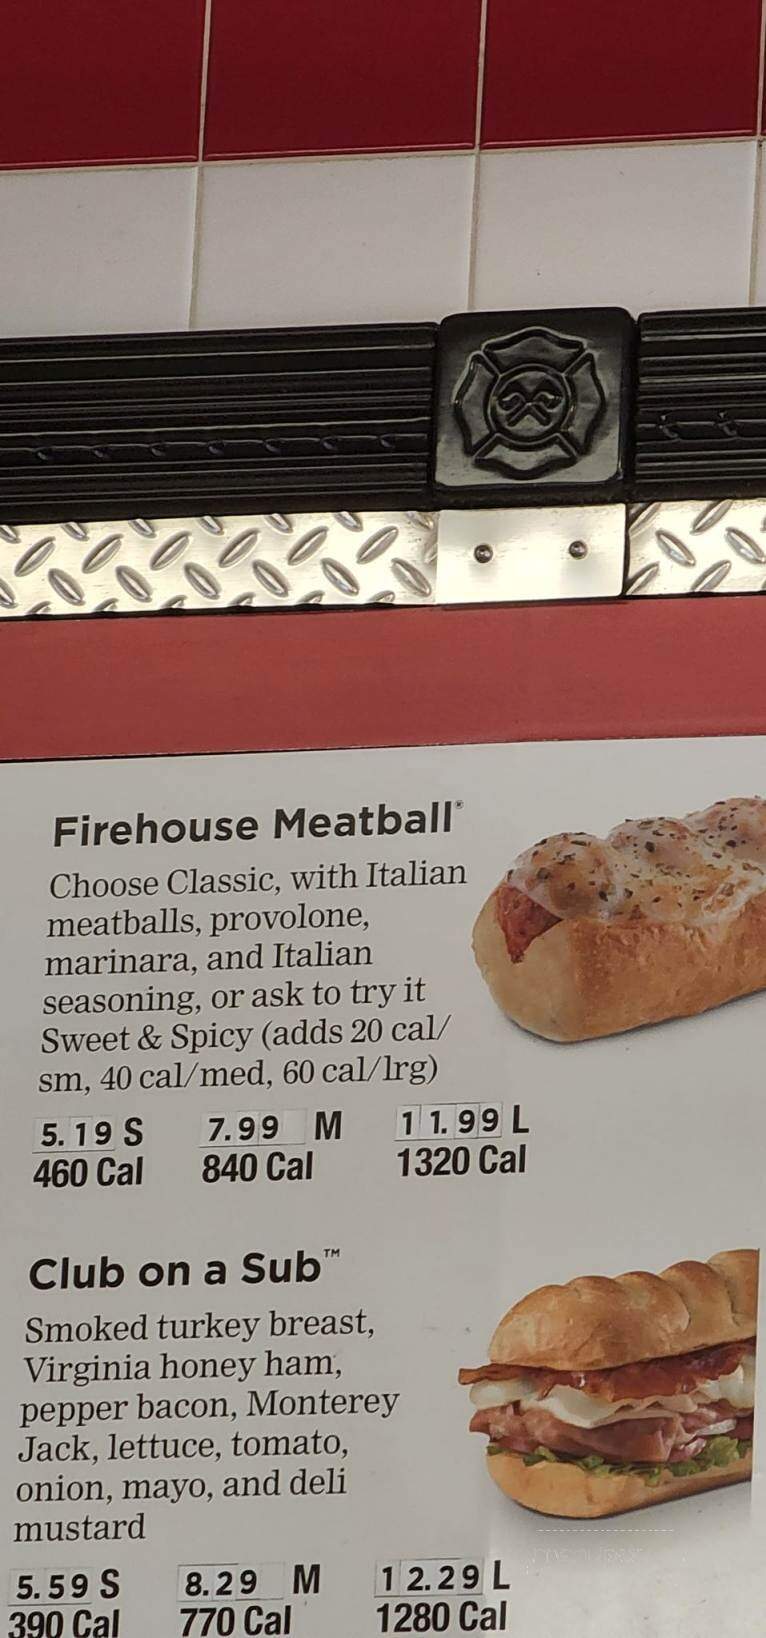 Firehouse Meatball®
Choose Classic, with Italian
meatballs, provolone,
marinara, and Italian
seasoning, or ask to try it
Sweet & Spicy (adds 20 cal/
sm, 40 cal/med, 60 cal/lrg)
5.19 S 7.99 M 11.99 L
460 Cal 840 Cal 1320 Cal
Club on a Sub™
Smoked turkey breast,
Virginia honey ham,
pepper bacon, Monterey
Jack, lettuce, tomato,
onion, mayo, and deli
mustard
5.59 S 8.29 M 12.29 L
390 Cal 770 Cal 1280 Cal